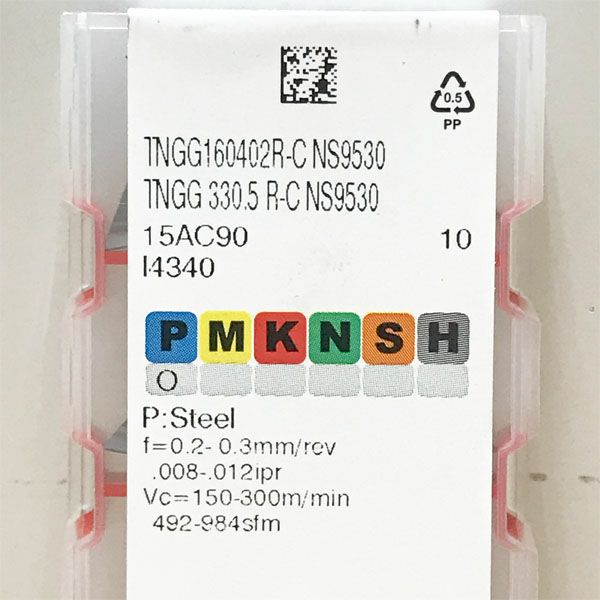 0.5
PP
TNGG160402R-C NS9530
TNGG 330.5 R-C NS9530
15AC90 10
I4340
P M K N S H
O
P:Steel
f=0.2- 0.3mm/rev
.008-.012ipr
Vc=150-300m/min
492-984sfm